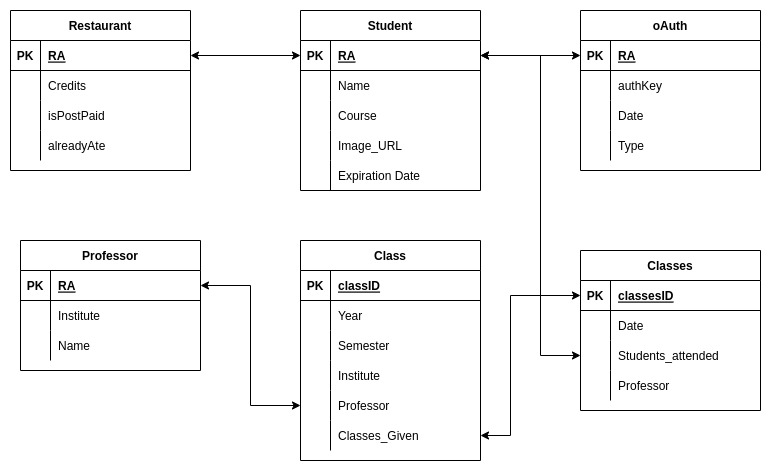 Restaurant
PK RA
Credits
isPostPaid
alreadyAte
Student
PK RA
Name
Course
Image_URL
Expiration Date
oAuth
PK RA
authKey
Date
Type
Professor
PK RA
Institute
Name
Class
PK classID
Year
Semester
Institute
Professor
Classes_Given
Classes
PK classesID
Date
Students_attended
Professor